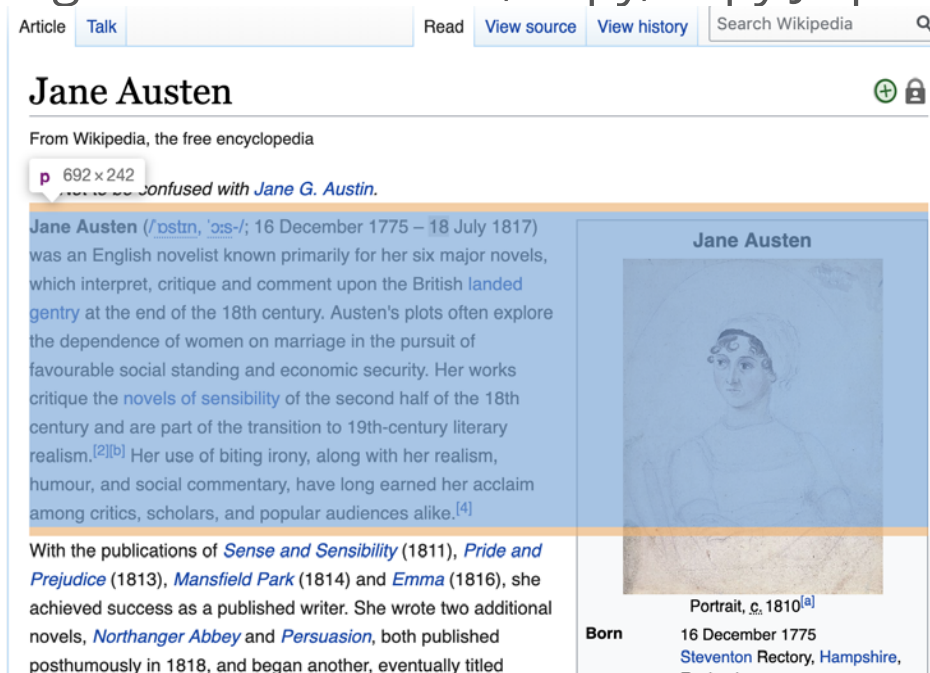 Article Talk Read View source View history Search Wikipedia
Jane Austen
From Wikipedia, the free encyclopedia
p 692 × 242
confused with Jane G. Austin.
Jane Austen (/ˈɒstɪn, ˈɔːs-/; 16 December 1775 – 18 July 1817)
was an English novelist known primarily for her six major novels,
which interpret, critique and comment upon the British landed
gentry at the end of the 18th century. Austen's plots often explore
the dependence of women on marriage in the pursuit of
favourable social standing and economic security. Her works
critique the novels of sensibility of the second half of the 18th
century and are part of the transition to 19th-century literary
realism.[2][b] Her use of biting irony, along with her realism,
humour, and social commentary, have long earned her acclaim
among critics, scholars, and popular audiences alike.[4]
With the publications of Sense and Sensibility (1811), Pride and
Prejudice (1813), Mansfield Park (1814) and Emma (1816), she
achieved success as a published writer. She wrote two additional
novels, Northanger Abbey and Persuasion, both published
posthumously in 1818, and began another, eventually titled
Jane Austen
Portrait, c. 1810[a]
Born 16 December 1775
Steventon Rectory, Hampshire,